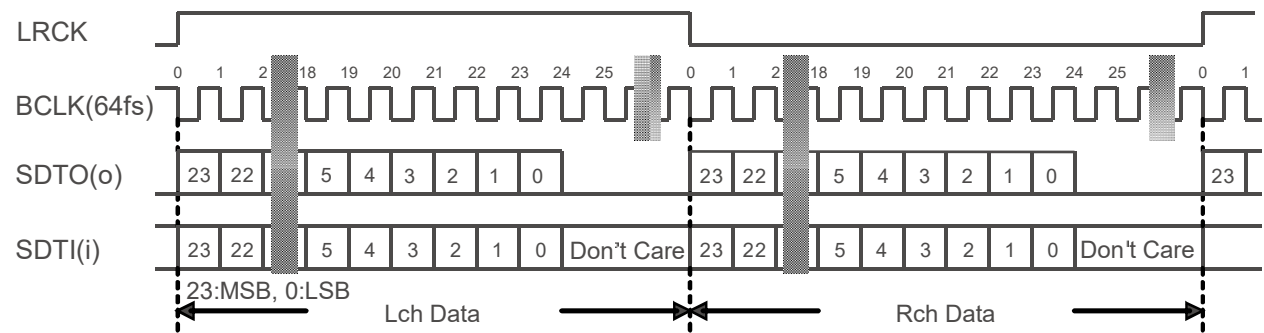 LRCK
0 1 2 18 19 20 21 22 23 24 25 0 1 2 18 19 20 21 22 23 24 25 0 1
BCLK(64fs)
SDTO(o) 23 22 5 4 3 2 1 0 23 22 5 4 3 2 1 0 23
SDTI(i) 23 22 5 4 3 2 1 0 Don't Care 23 22 5 4 3 2 1 0 Don't Care
23:MSB, 0:LSB
Lch Data Rch Data